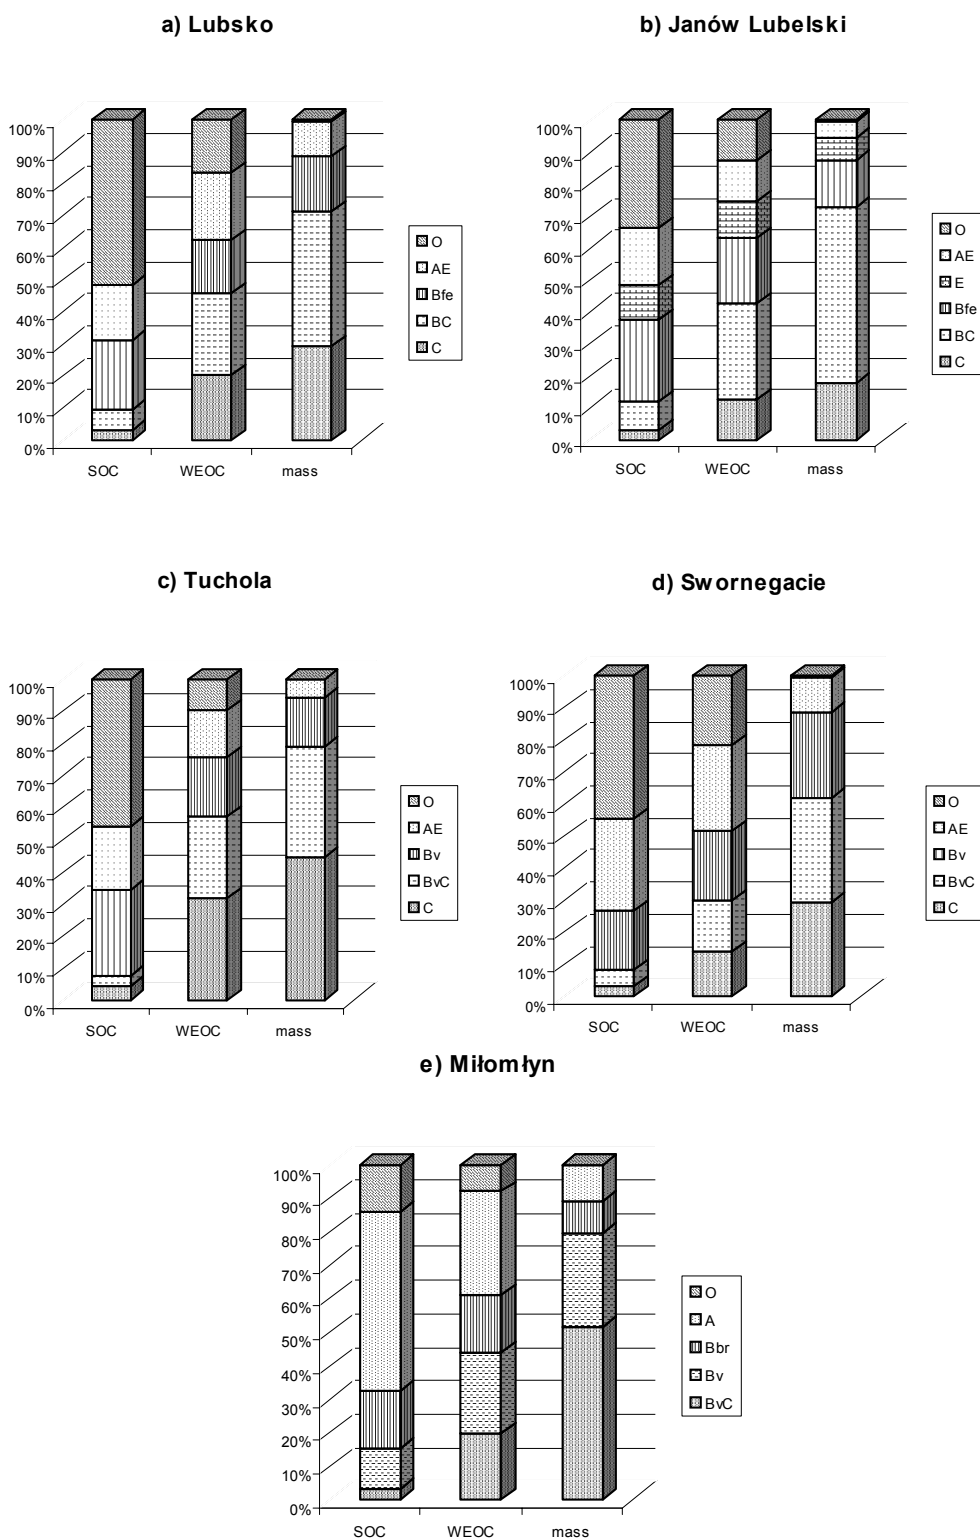 a) Lubsko
100%
90%
80%
70%
60%
50%
40%
30%
20%
10%
0%
SOC WEOC mass
O
AE
Bfe
BC
C
b) Janów Lubelski
100%
90%
80%
70%
60%
50%
40%
30%
20%
10%
0%
SOC WEOC mass
O
AE
E
Bfe
BC
C
c) Tuchola
100%
90%
80%
70%
60%
50%
40%
30%
20%
10%
0%
SOC WEOC mass
O
AE
Bv
BvC
C
d) Swornegacie
100%
90%
80%
70%
60%
50%
40%
30%
20%
10%
0%
SOC WEOC mass
O
AE
Bv
BvC
C
e) Miłomłyn
100%
90%
80%
70%
60%
50%
40%
30%
20%
10%
0%
SOC WEOC mass
O
A
Bbr
Bv
BvC